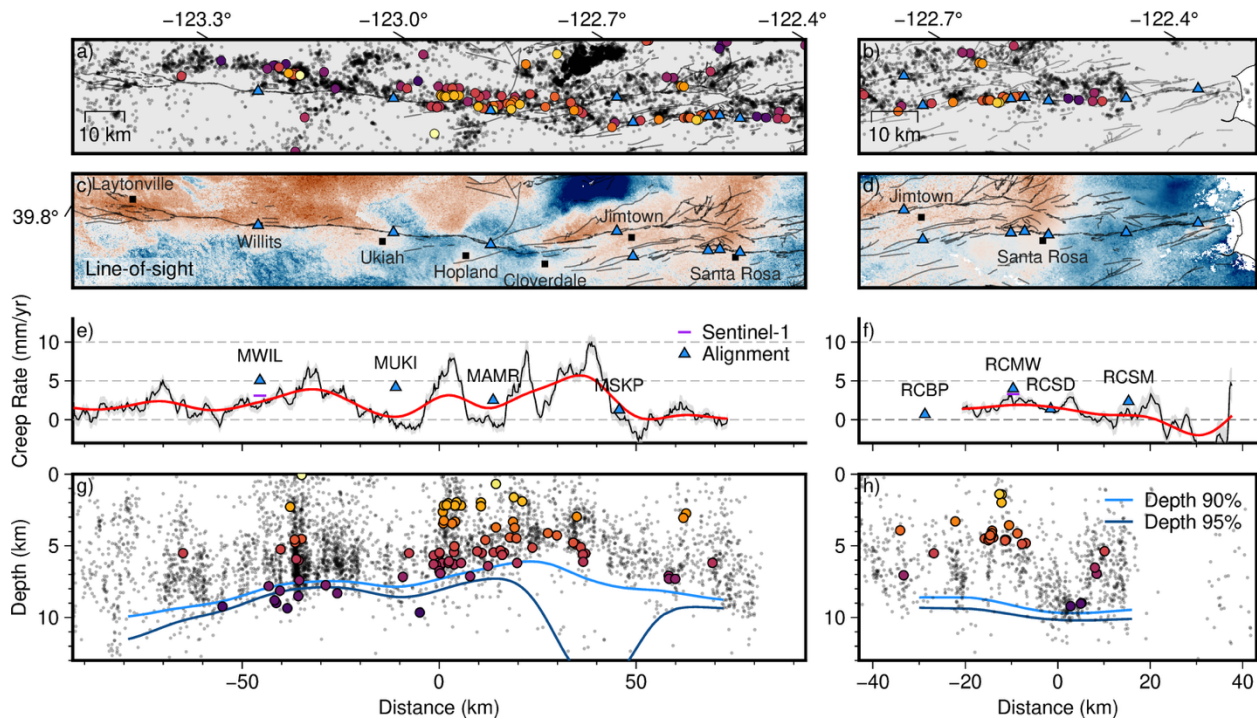 −123.3° −123.0° −122.7° −122.4° −122.7° −122.4°
a) b)
10 km 10 km
c) d)
Laytonville Jimtown Jimtown
39.8°
Willits Ukiah Hopland Cloverdale Santa Rosa Santa Rosa
Line-of-sight
e) f)
Creep Rate (mm/yr)
10
5
0
MWIL MUKI MAMR MSKP
Sentinel-1
Alignment
RCBP RCMW RCSD RCSM
g) h)
Depth (km)
0
5
10
0
5
10
Depth 90%
Depth 95%
−50 0 50 −40 −20 0 20 40
Distance (km) Distance (km)